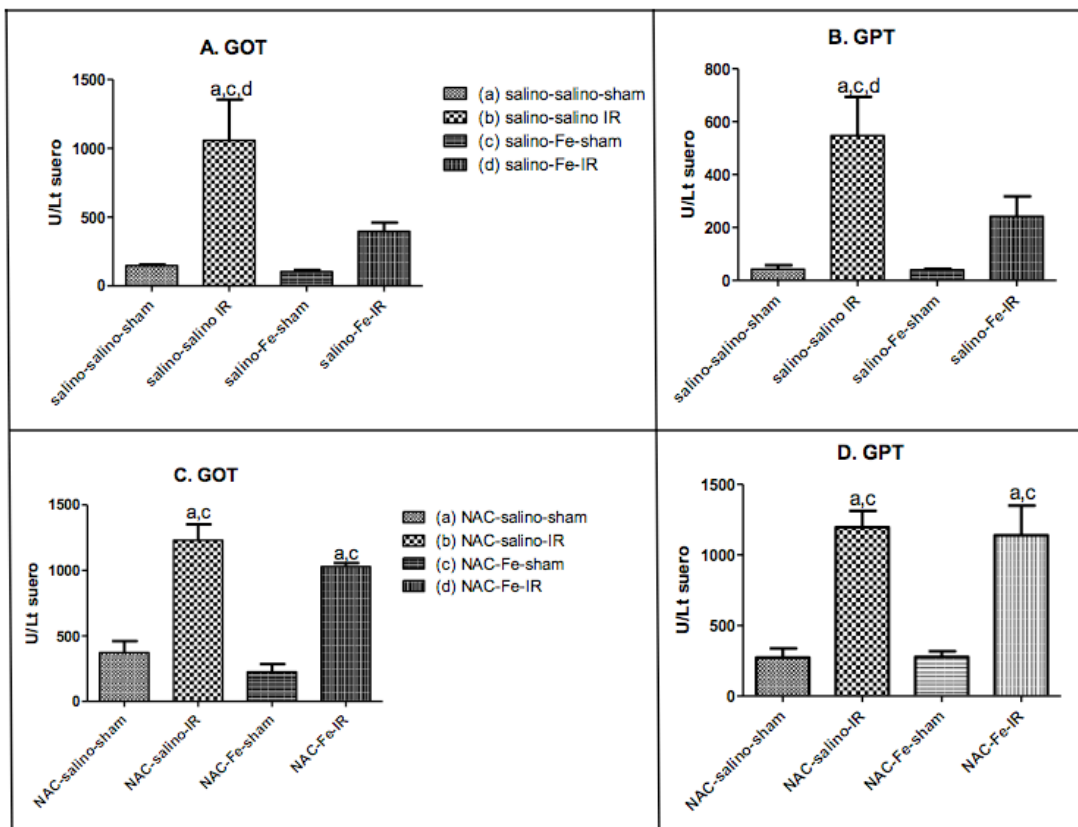 A. GOT
1500
1000
500
0
U/Lt suero
a,c,d
salino-salino-sham
salino-salino IR
salino-Fe-sham
salino-Fe-IR
(a) salino-salino-sham
(b) salino-salino IR
(c) salino-Fe-sham
(d) salino-Fe-IR
B. GPT
800
600
400
200
0
U/Lt suero
a,c,d
salino-salino-sham
salino-salino IR
salino-Fe-sham
salino-Fe-IR
C. GOT
1500
1000
500
0
U/Lt suero
a,c
a,c
NAC-salino-sham
NAC-salino-IR
NAC-Fe-sham
NAC-Fe-IR
(a) NAC-salino-sham
(b) NAC-salino-IR
(c) NAC-Fe-sham
(d) NAC-Fe-IR
D. GPT
1500
1000
500
0
U/Lt suero
a,c
a,c
NAC-salino-sham
NAC-salino-IR
NAC-Fe-sham
NAC-Fe-IR